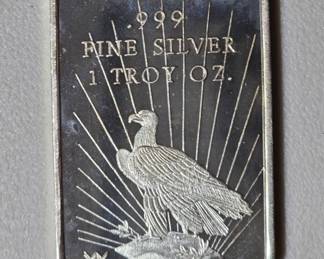 .999
FINE SILVER
1 TROY OZ.